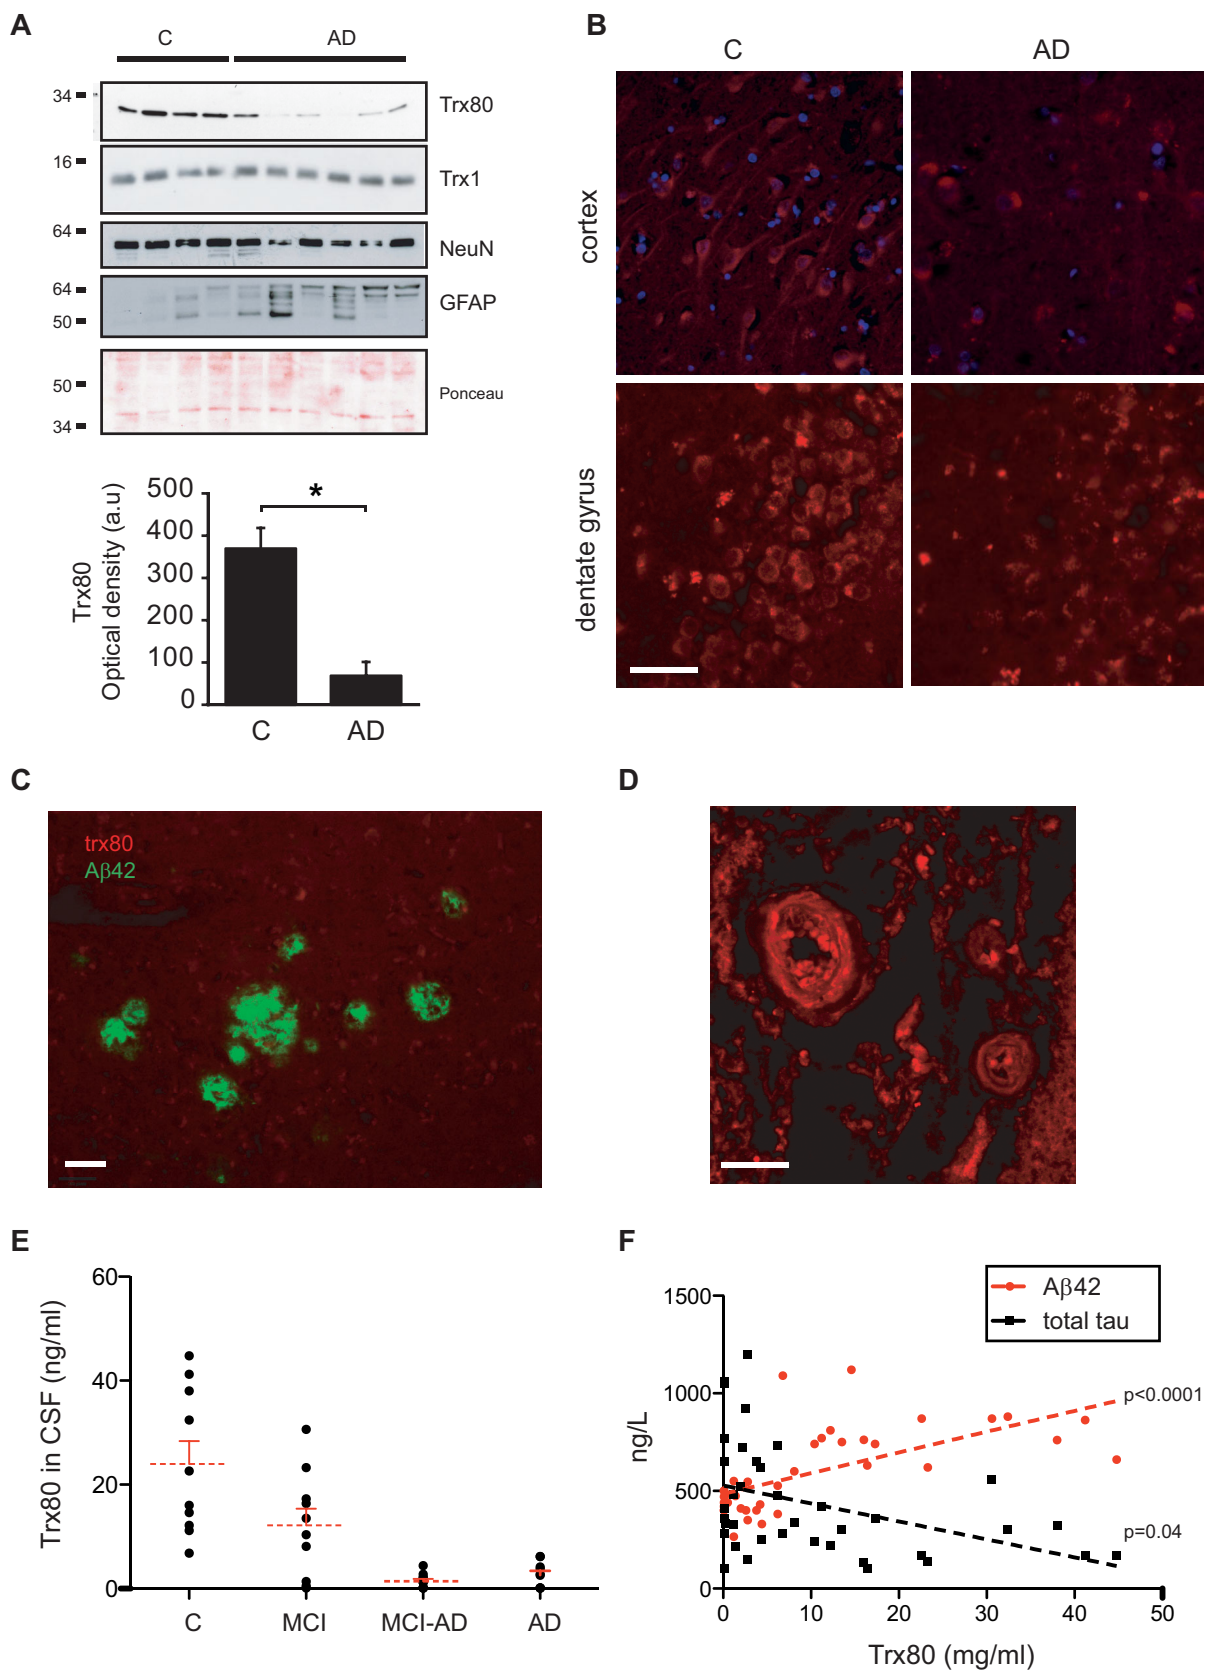 A
C AD
34
Trx80
16
Trx1
64
NeuN
64
50
GFAP
50
34
Ponceau
Trx80
Optical density (a.u)
500
400
300
200
100
0
*
C AD
B
C AD
cortex
dentate gyrus
C
trx80
Aβ42
D
E
Trx80 in CSF (ng/ml)
60
40
20
0
C MCI MCI-AD AD
F
Aβ42
total tau
ng/L
1500
1000
500
0
p<0.0001
p=0.04
0 10 20 30 40 50
Trx80 (mg/ml)